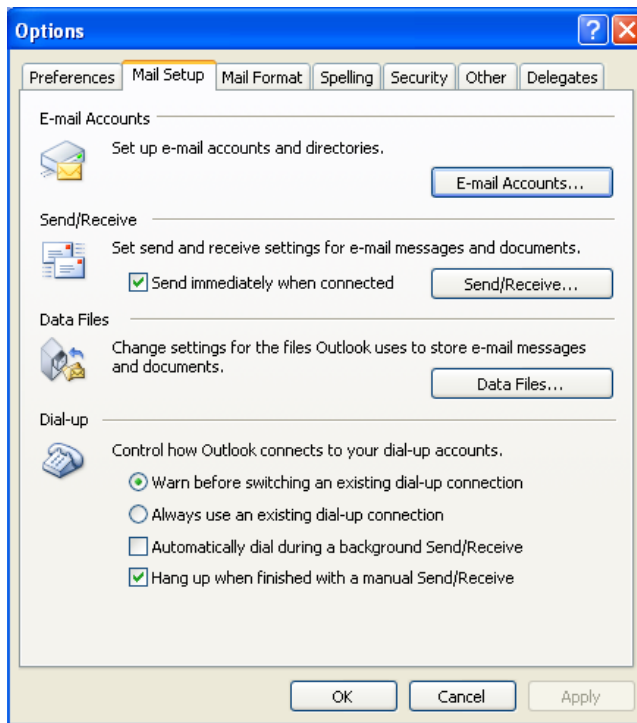 Options
Preferences Mail Setup Mail Format Spelling Security Other Delegates
E-mail Accounts
Set up e-mail accounts and directories.
E-mail Accounts...
Send/Receive
Set send and receive settings for e-mail messages and documents.
Send immediately when connected
Send/Receive...
Data Files
Change settings for the files Outlook uses to store e-mail messages
and documents.
Data Files...
Dial-up
Control how Outlook connects to your dial-up accounts.
Warn before switching an existing dial-up connection
Always use an existing dial-up connection
Automatically dial during a background Send/Receive
Hang up when finished with a manual Send/Receive
OK Cancel Apply